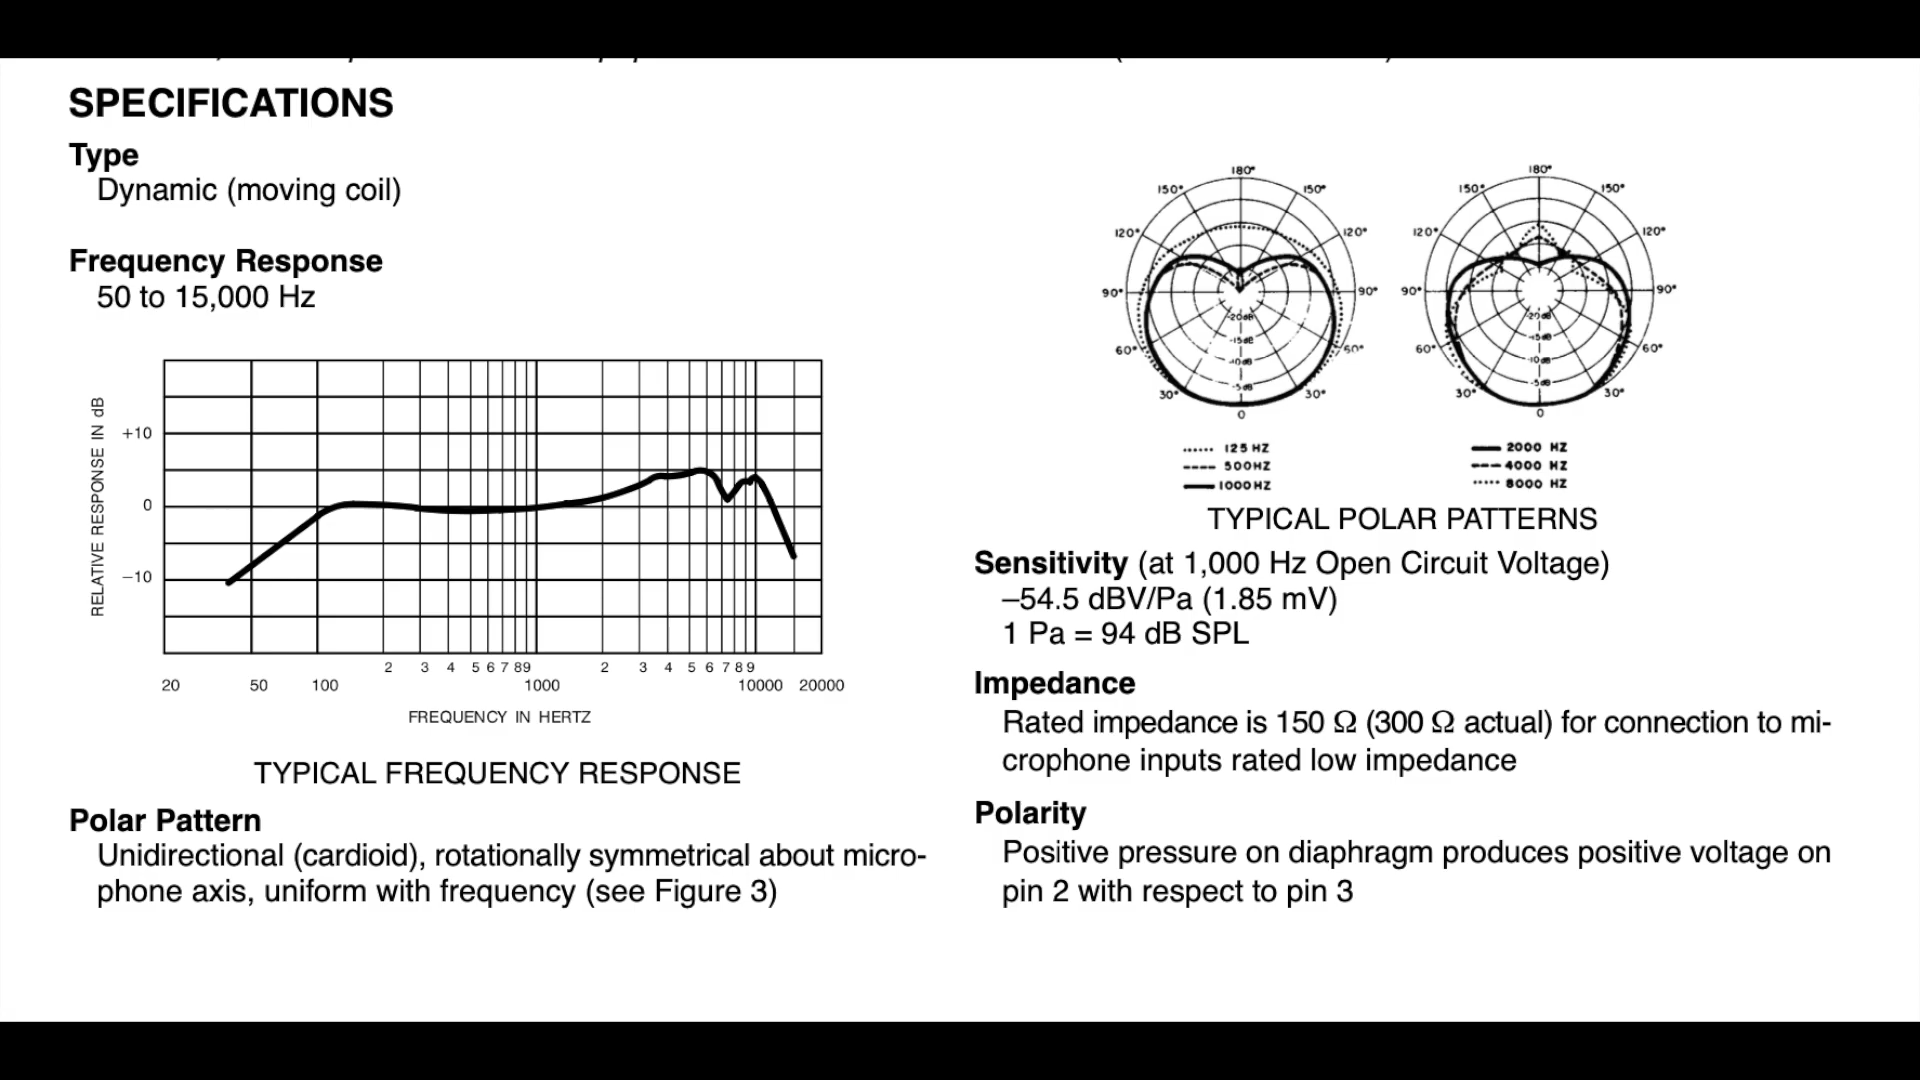 SPECIFICATIONS
Type
Dynamic (moving coil)
Frequency Response
50 to 15,000 Hz
RELATIVE RESPONSE IN dB
+10
0
–10
2 3 4 5 6 7 8 9 2 3 4 5 6 7 8 9
20 50 100 1000 10000 20000
FREQUENCY IN HERTZ
TYPICAL FREQUENCY RESPONSE
Polar Pattern
Unidirectional (cardioid), rotationally symmetrical about micro-
phone axis, uniform with frequency (see Figure 3)
180°
150° 150°
120° 120°
90° 90°
-20dB
-15dB
60° 60°
-10dB
-5dB
30° 30°
0
125 HZ
500HZ
1000HZ
180°
150° 150°
120° 120°
90° 90°
-20dB
-15dB
60° 60°
-10dB
-5dB
30° 30°
0
2000 HZ
4000 HZ
8000 HZ
TYPICAL POLAR PATTERNS
Sensitivity (at 1,000 Hz Open Circuit Voltage)
–54.5 dBV/Pa (1.85 mV)
1 Pa = 94 dB SPL
Impedance
Rated impedance is 150 Ω (300 Ω actual) for connection to mi-
crophone inputs rated low impedance
Polarity
Positive pressure on diaphragm produces positive voltage on
pin 2 with respect to pin 3